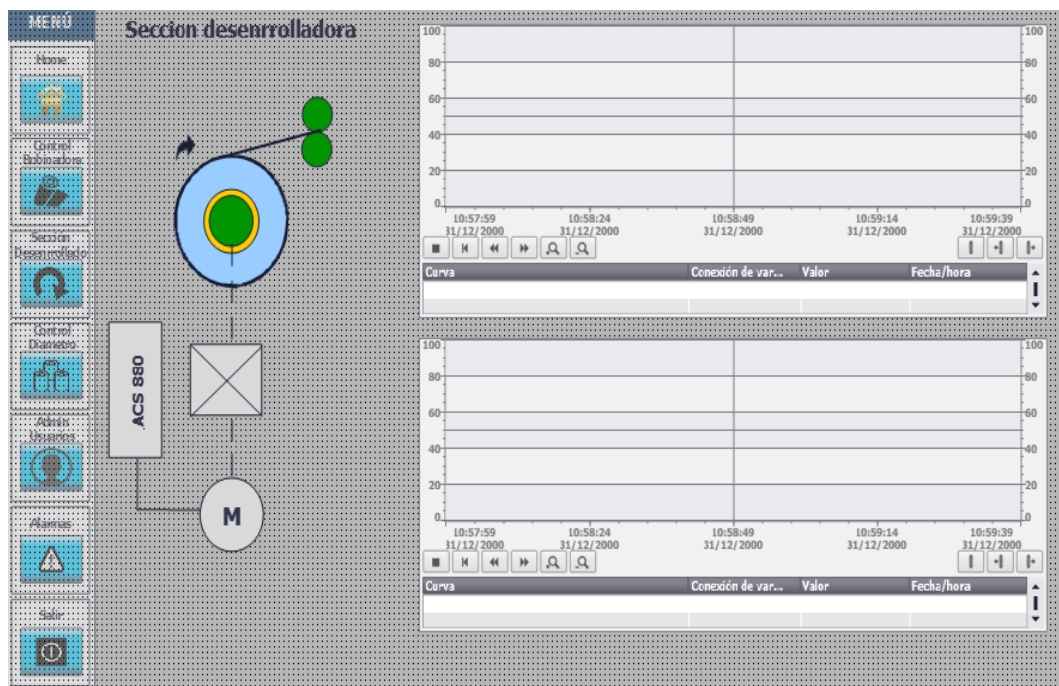 MENÚ
Seccion desenrrolladora
Home
Control
Bobinadora
Sección
Desenrrollado
Control
Diametro
Admin
Usuarios
Alarmas
Salir
ACS 880
M
100 100
80 80
60 60
40 40
20 20
0 0
10:57:59 10:58:24 10:58:49 10:59:14 10:59:39
31/12/2000 31/12/2000 31/12/2000 31/12/2000 31/12/2000
Curva Conexión de var... Valor Fecha/hora
100 100
80 80
60 60
40 40
20 20
0 0
10:57:59 10:58:24 10:58:49 10:59:14 10:59:39
31/12/2000 31/12/2000 31/12/2000 31/12/2000 31/12/2000
Curva Conexión de var... Valor Fecha/hora